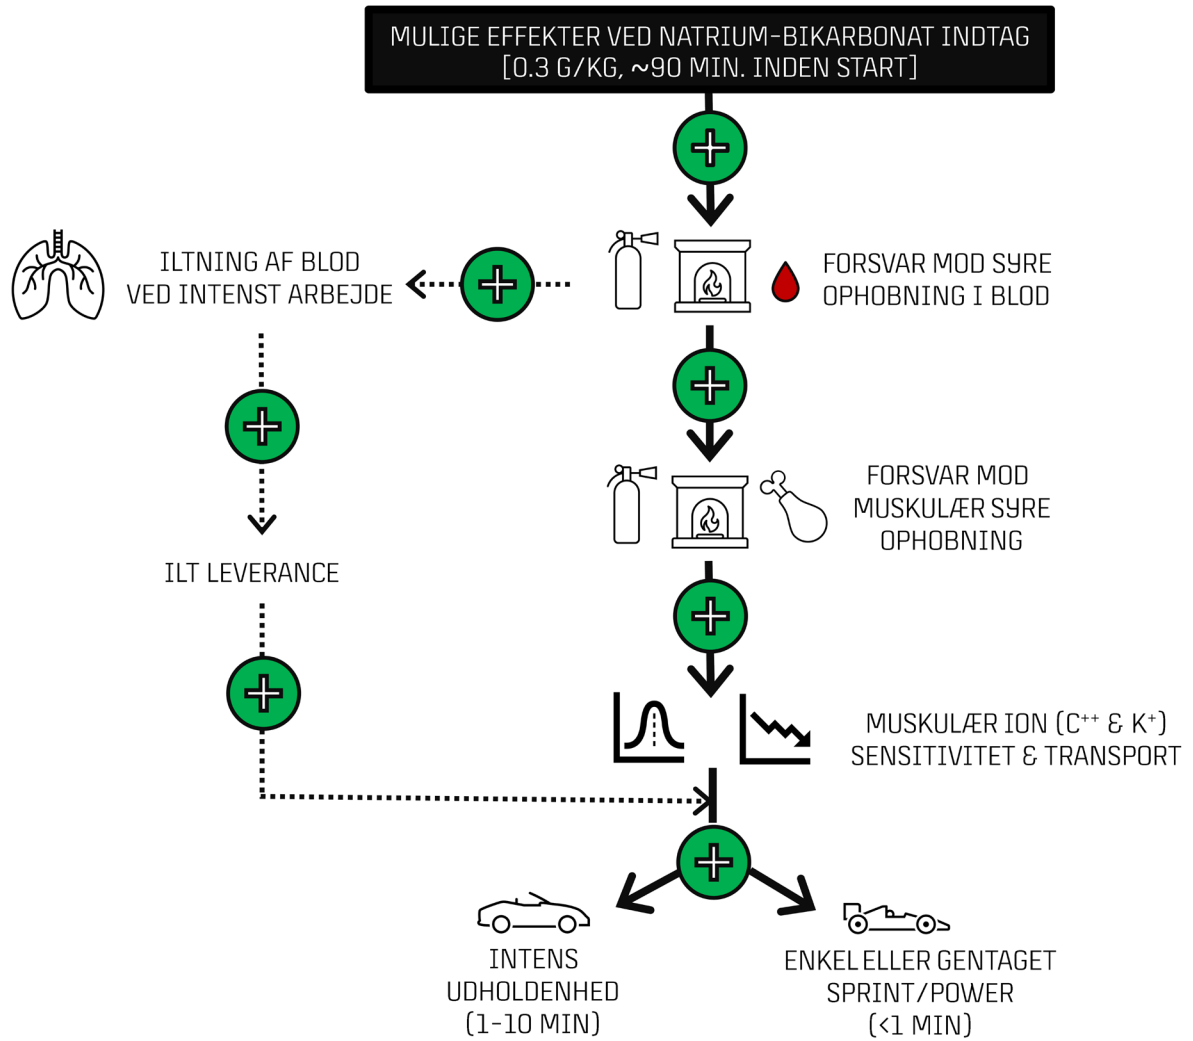 MULIGE EFFEKTER VED NATRIUM-BIKARBONAT INDTAG
[0.3 G/KG, ~90 MIN. INDEN START]
ILTNING AF BLOD
VED INTENST ARBEJDE
FORSVAR MOD SYRE
OPHOBNING I BLOD
FORSVAR MOD
MUSKULÆR SYRE
OPHOBNING
ILT LEVERANCE
MUSKULÆR ION (C⁺⁺ & K⁺)
SENSITIVITET & TRANSPORT
INTENS
UDHOLDENHED
(1-10 MIN)
ENKEL ELLER GENTAGET
SPRINT/POWER
(<1 MIN)